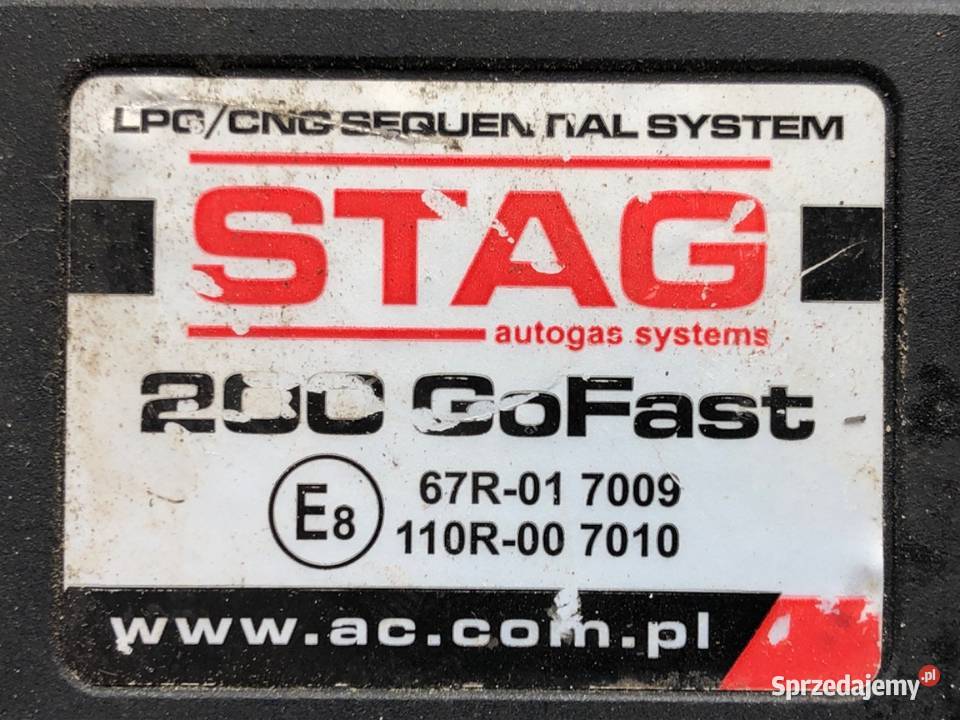 LPG/CNG SEQUENTIAL SYSTEM
STAG
autogas systems
200 GoFast
E8
67R-01 7009
110R-00 7010
www.ac.com.pl
Sprzedajemy.pl